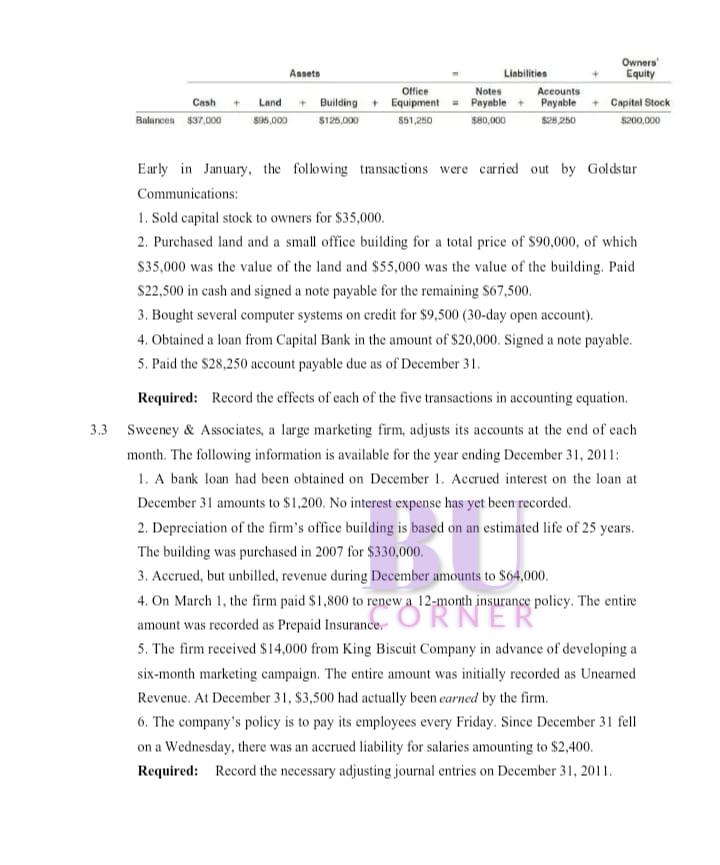 Assets = Liabilities + Owners' Equity
Cash + Land + Building + Office Equipment = Notes Payable + Accounts Payable + Capital Stock
Balances $37,000 $95,000 $125,000 $51,250 $80,000 $28,250 $200,000
Early in January, the following transactions were carried out by Goldstar
Communications:
1. Sold capital stock to owners for $35,000.
2. Purchased land and a small office building for a total price of $90,000, of which
$35,000 was the value of the land and $55,000 was the value of the building. Paid
$22,500 in cash and signed a note payable for the remaining $67,500.
3. Bought several computer systems on credit for $9,500 (30-day open account).
4. Obtained a loan from Capital Bank in the amount of $20,000. Signed a note payable.
5. Paid the $28,250 account payable due as of December 31.
Required: Record the effects of each of the five transactions in accounting equation.
3.3 Sweeney & Associates, a large marketing firm, adjusts its accounts at the end of each
month. The following information is available for the year ending December 31, 2011:
1. A bank loan had been obtained on December 1. Accrued interest on the loan at
December 31 amounts to $1,200. No interest expense has yet been recorded.
2. Depreciation of the firm's office building is based on an estimated life of 25 years.
The building was purchased in 2007 for $330,000.
3. Accrued, but unbilled, revenue during December amounts to $64,000.
4. On March 1, the firm paid $1,800 to renew a 12-month insurance policy. The entire
amount was recorded as Prepaid Insurance.
5. The firm received $14,000 from King Biscuit Company in advance of developing a
six-month marketing campaign. The entire amount was initially recorded as Unearned
Revenue. At December 31, $3,500 had actually been earned by the firm.
6. The company's policy is to pay its employees every Friday. Since December 31 fell
on a Wednesday, there was an accrued liability for salaries amounting to $2,400.
Required: Record the necessary adjusting journal entries on December 31, 2011.
BU
CORNER